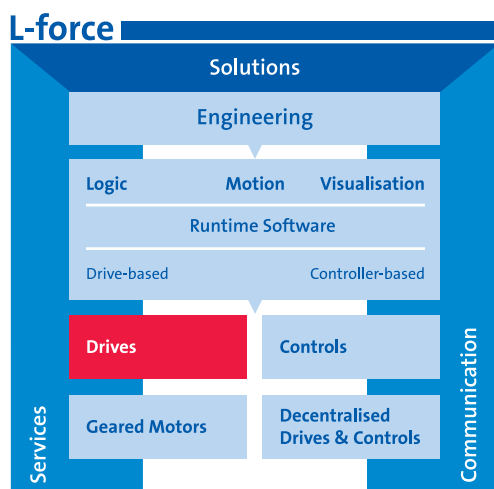 L-force
Solutions
Engineering
Logic Motion Visualisation
Runtime Software
Drive-based Controller-based
Drives Controls
Geared Motors
Decentralised
Drives & Controls
Services
Communication